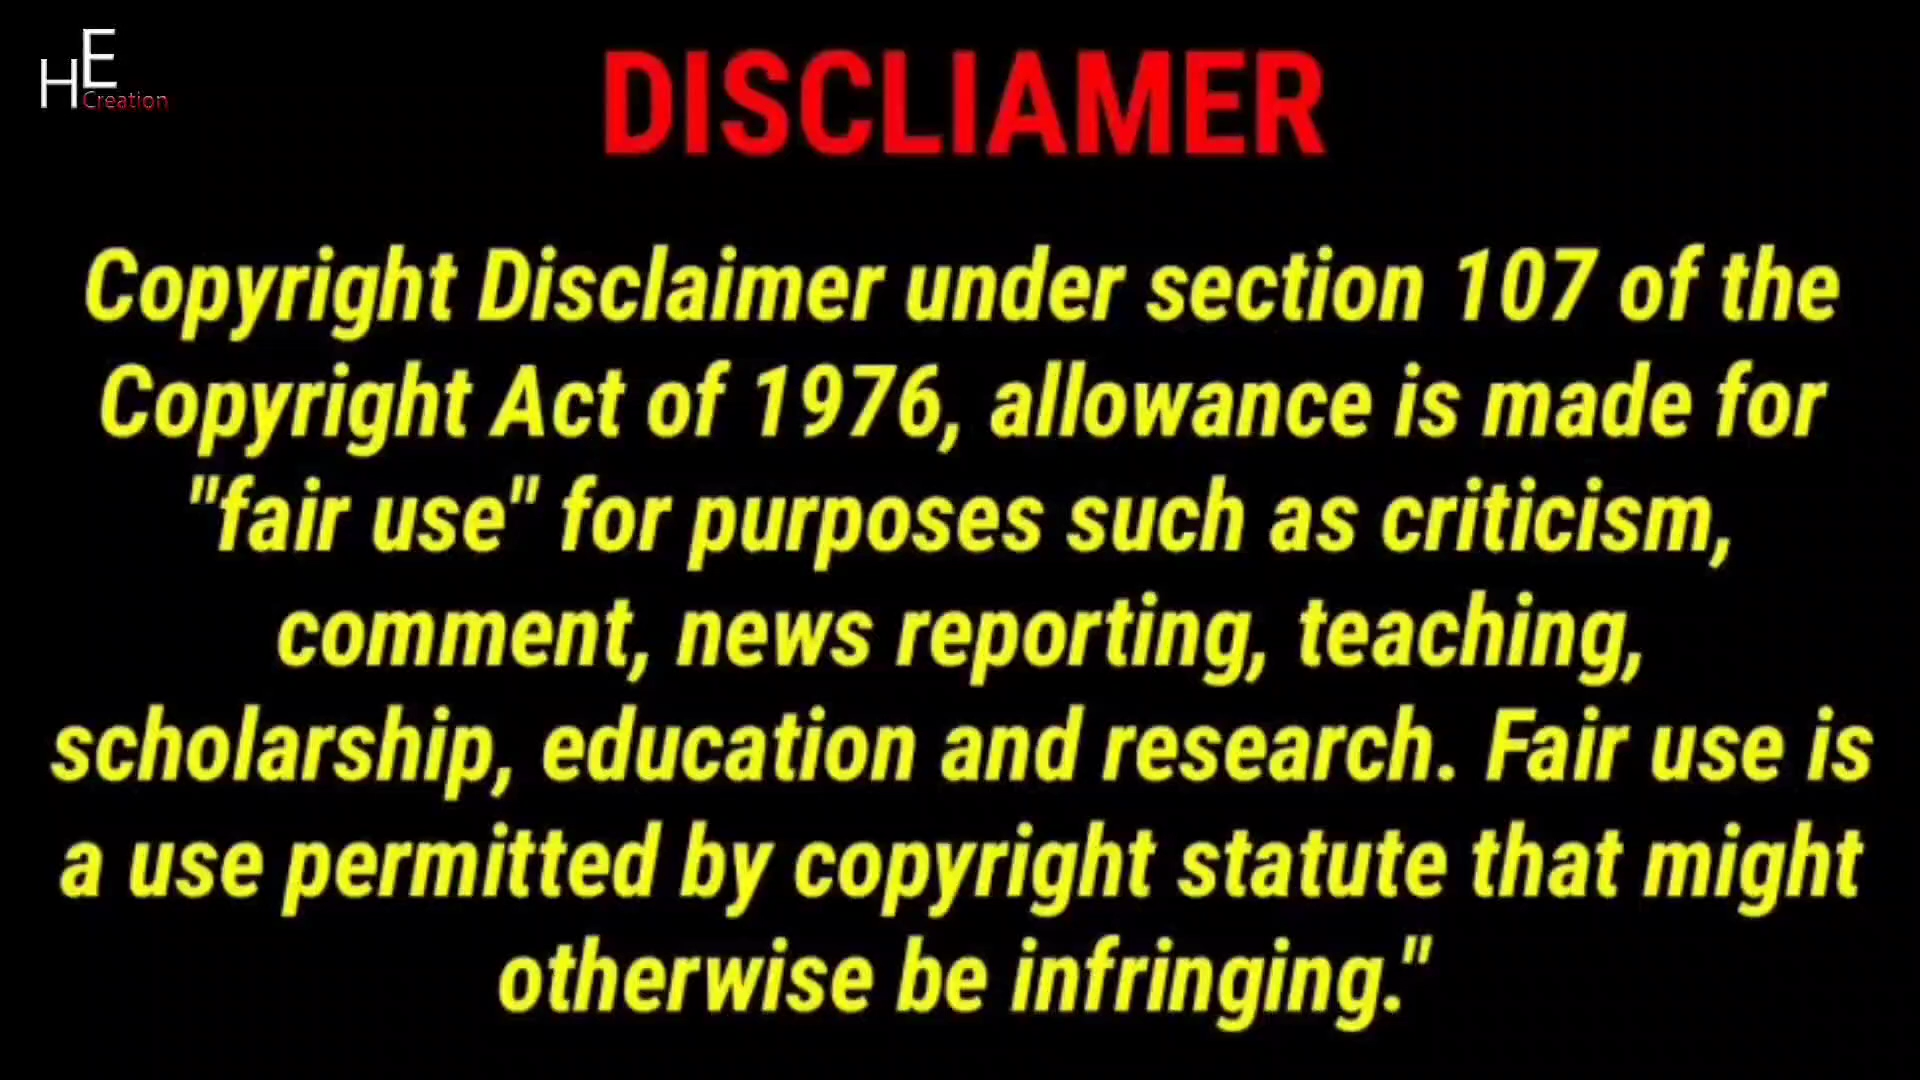 HE
Creation
DISCLIAMER
Copyright Disclaimer under section 107 of the
Copyright Act of 1976, allowance is made for
"fair use" for purposes such as criticism,
comment, news reporting, teaching,
scholarship, education and research. Fair use is
a use permitted by copyright statute that might
otherwise be infringing."